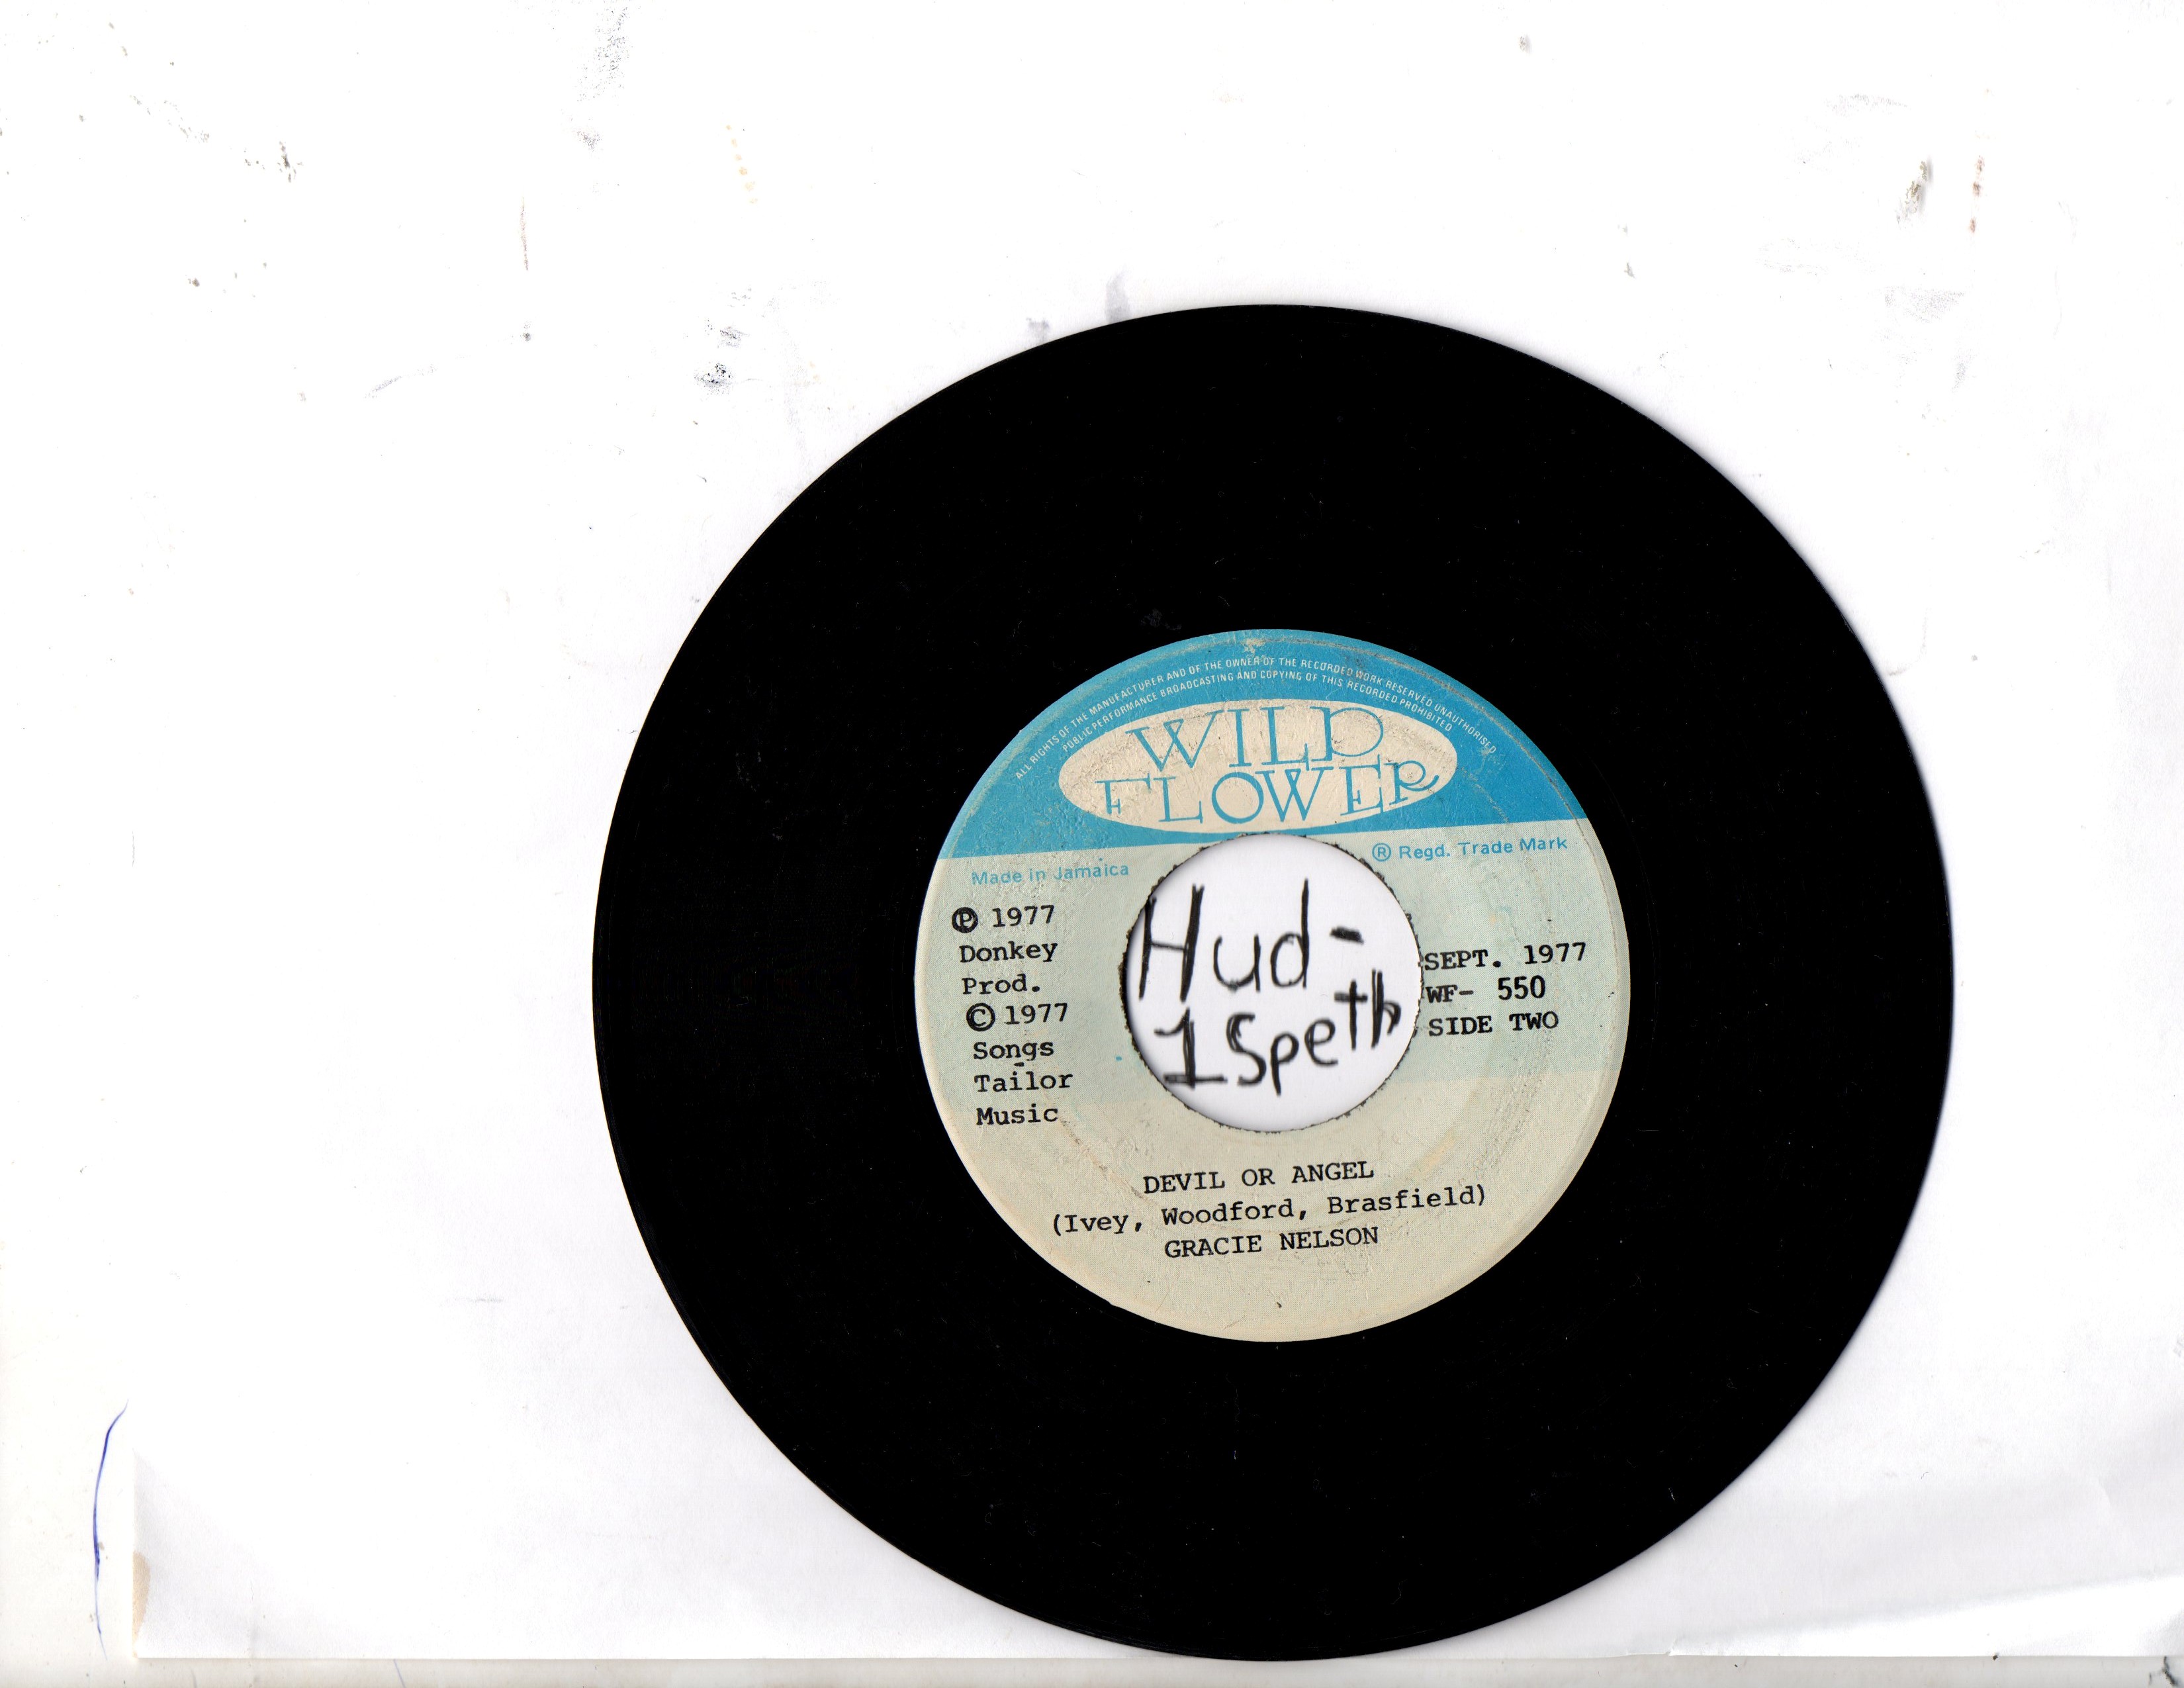 ALL RIGHTS OF THE MANUFACTURER AND OF THE OWNER OF THE RECORDED WORK RESERVED UNAUTHORISED
PUBLIC PERFORMANCE BROADCASTING AND COPYING OF THIS RECORDED PROHIBITED
WILD
FLOWER
Made in Jamaica
® Regd. Trade Mark
℗ 1977
Donkey
Prod.
© 1977
Songs
Tailor
Music
Hud-
1 Speth
SEPT. 1977
WF- 550
SIDE TWO
DEVIL OR ANGEL
(Ivey, Woodford, Brasfield)
GRACIE NELSON